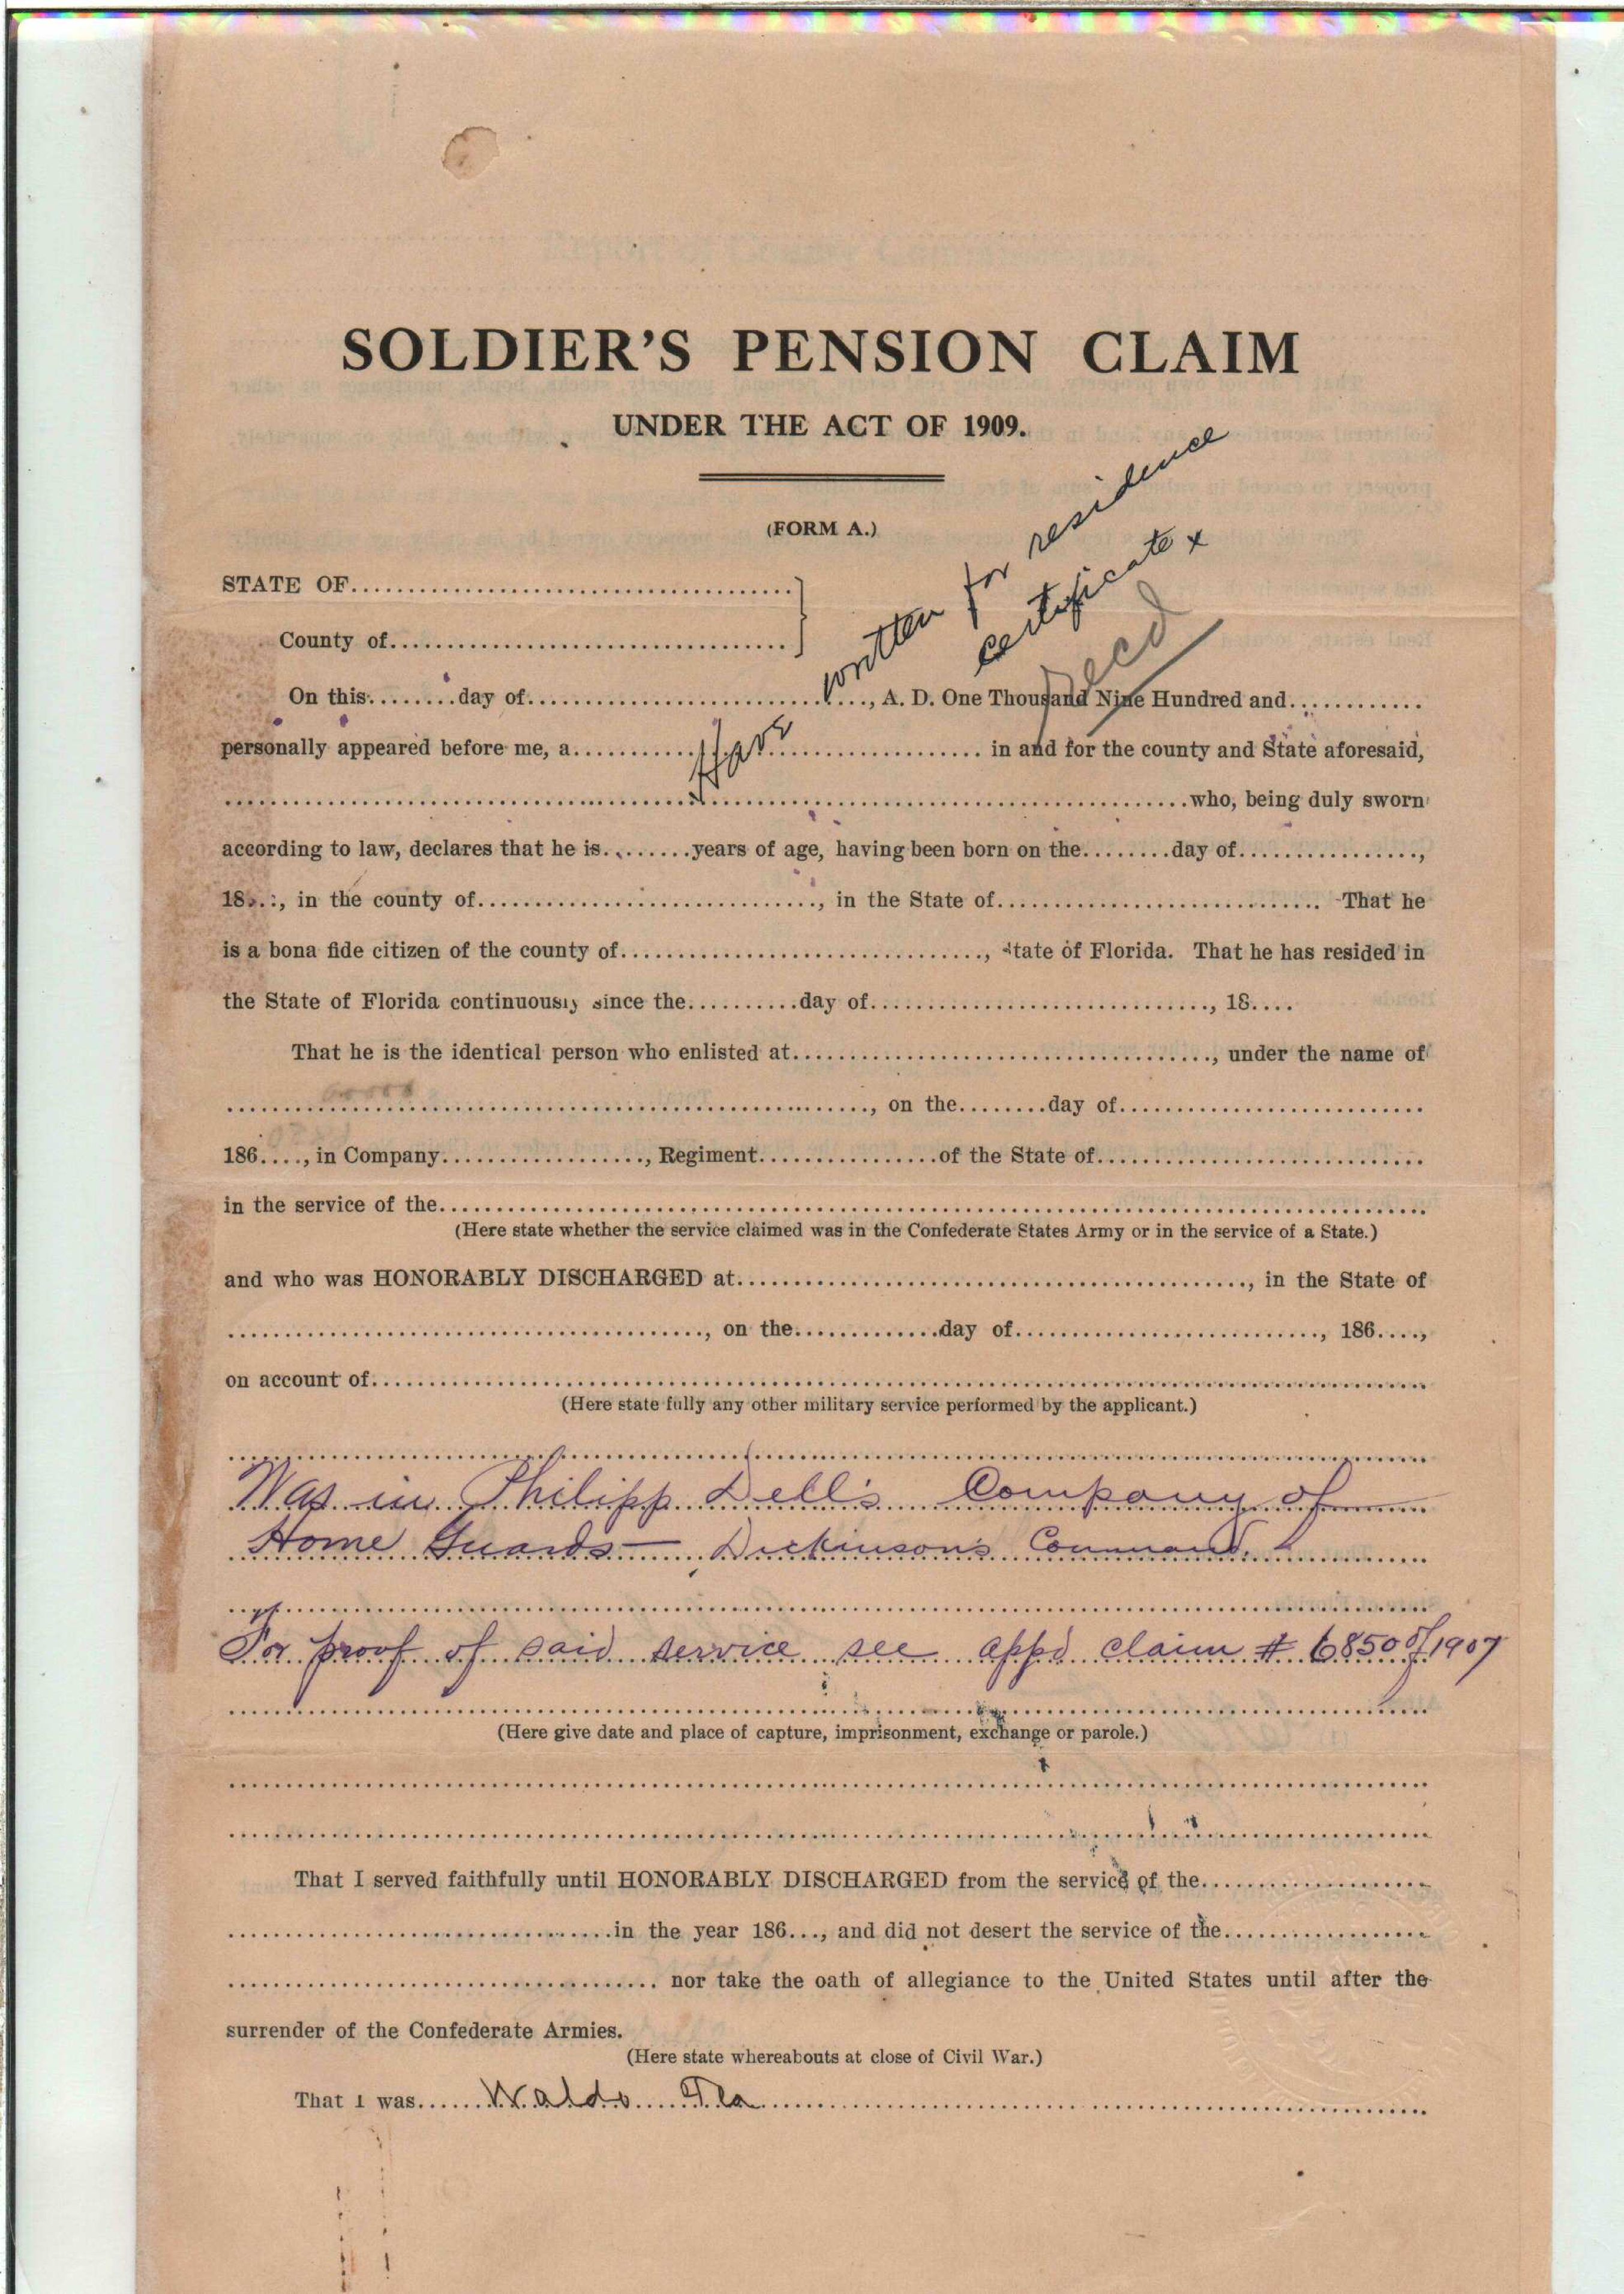 SOLDIER'S PENSION CLAIM
UNDER THE ACT OF 1909.
(FORM A.)
written for residence
certificate x
Recd
STATE OF........................................
County of....................................
On this........day of............................, A. D. One Thousand Nine Hundred and............
personally appeared before me, a.................................... in and for the county and State aforesaid,
....................................................................................who, being duly sworn
according to law, declares that he is........years of age, having been born on the........day of................,
18...., in the county of.............................., in the State of............................. That he
is a bona fide citizen of the county of................................, State of Florida. That he has resided in
the State of Florida continuously since the..........day of.............................., 18....
That he is the identical person who enlisted at....................................., under the name of
........................................................., on the........day of...........................
186...., in Company.................., Regiment................of the State of.............................
in the service of the.......................................................................................
(Here state whether the service claimed was in the Confederate States Army or in the service of a State.)
and who was HONORABLY DISCHARGED at............................................., in the State of
.........................................., on the.............day of..........................., 186....,
on account of.............................................................................................
(Here state fully any other military service performed by the applicant.)
Was in Philipp Dell's Company of
Home Guards — Dickinson's Command.
For proof of said service see appd claim # 6850 of 1907
(Here give date and place of capture, imprisonment, exchange or parole.)
That I served faithfully until HONORABLY DISCHARGED from the service of the....................
..................................in the year 186..., and did not desert the service of the..................
...................................... nor take the oath of allegiance to the United States until after the
surrender of the Confederate Armies.
(Here state whereabouts at close of Civil War.)
That I was......Waldo Fla..........................................................